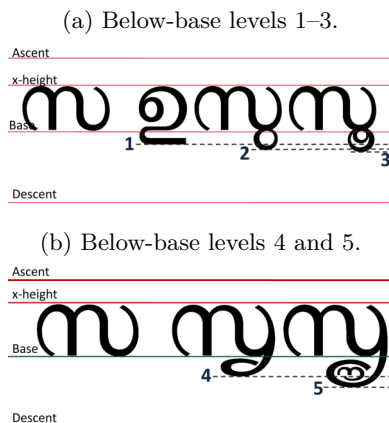 (a) Below-base levels 1–3.
Ascent
x-height
സ ഇ സു സൂ
Base
1
2
3
Descent
(b) Below-base levels 4 and 5.
Ascent
x-height
സ സൃ
Base
4
5
Descent